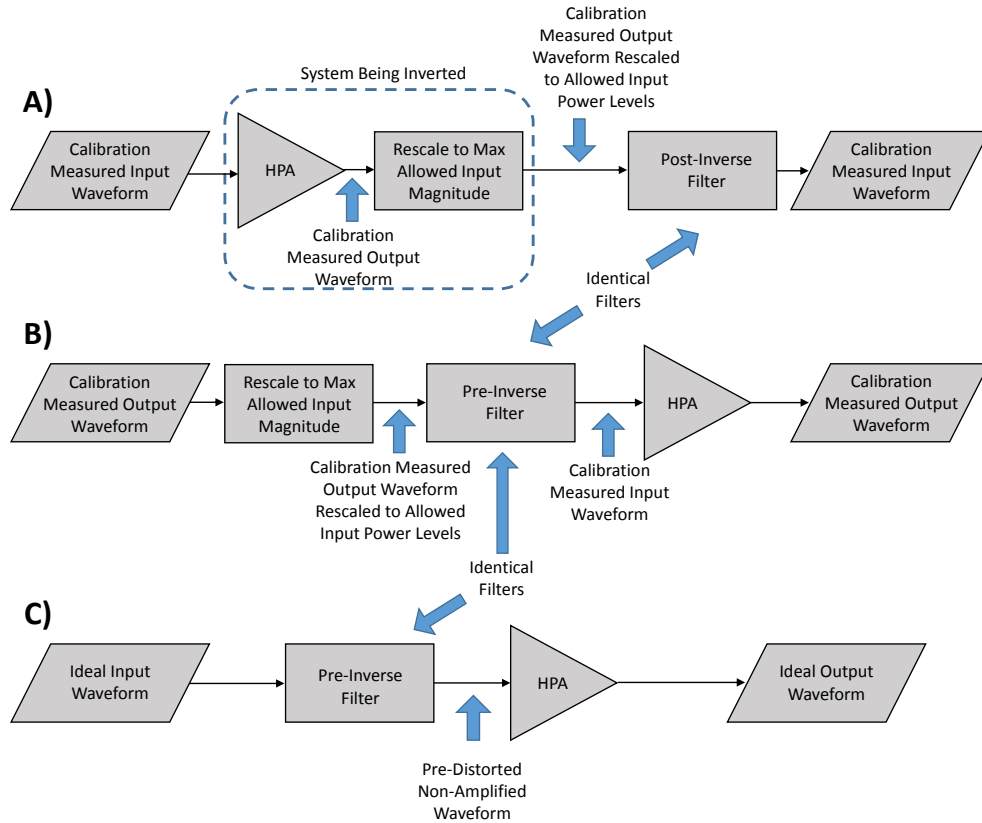 Calibration
Measured Output
Waveform Rescaled
to Allowed Input
Power Levels
System Being Inverted
A)
Calibration
Measured Input
Waveform
HPA
Rescale to Max
Allowed Input
Magnitude
Post-Inverse
Filter
Calibration
Measured Input
Waveform
Calibration
Measured Output
Waveform
Identical
Filters
B)
Calibration
Measured Output
Waveform
Rescale to Max
Allowed Input
Magnitude
Pre-Inverse
Filter
HPA
Calibration
Measured Output
Waveform
Calibration Measured
Output Waveform
Rescaled to Allowed
Input Power Levels
Calibration
Measured Input
Waveform
Identical
Filters
C)
Ideal Input
Waveform
Pre-Inverse
Filter
HPA
Ideal Output
Waveform
Pre-Distorted
Non-Amplified
Waveform